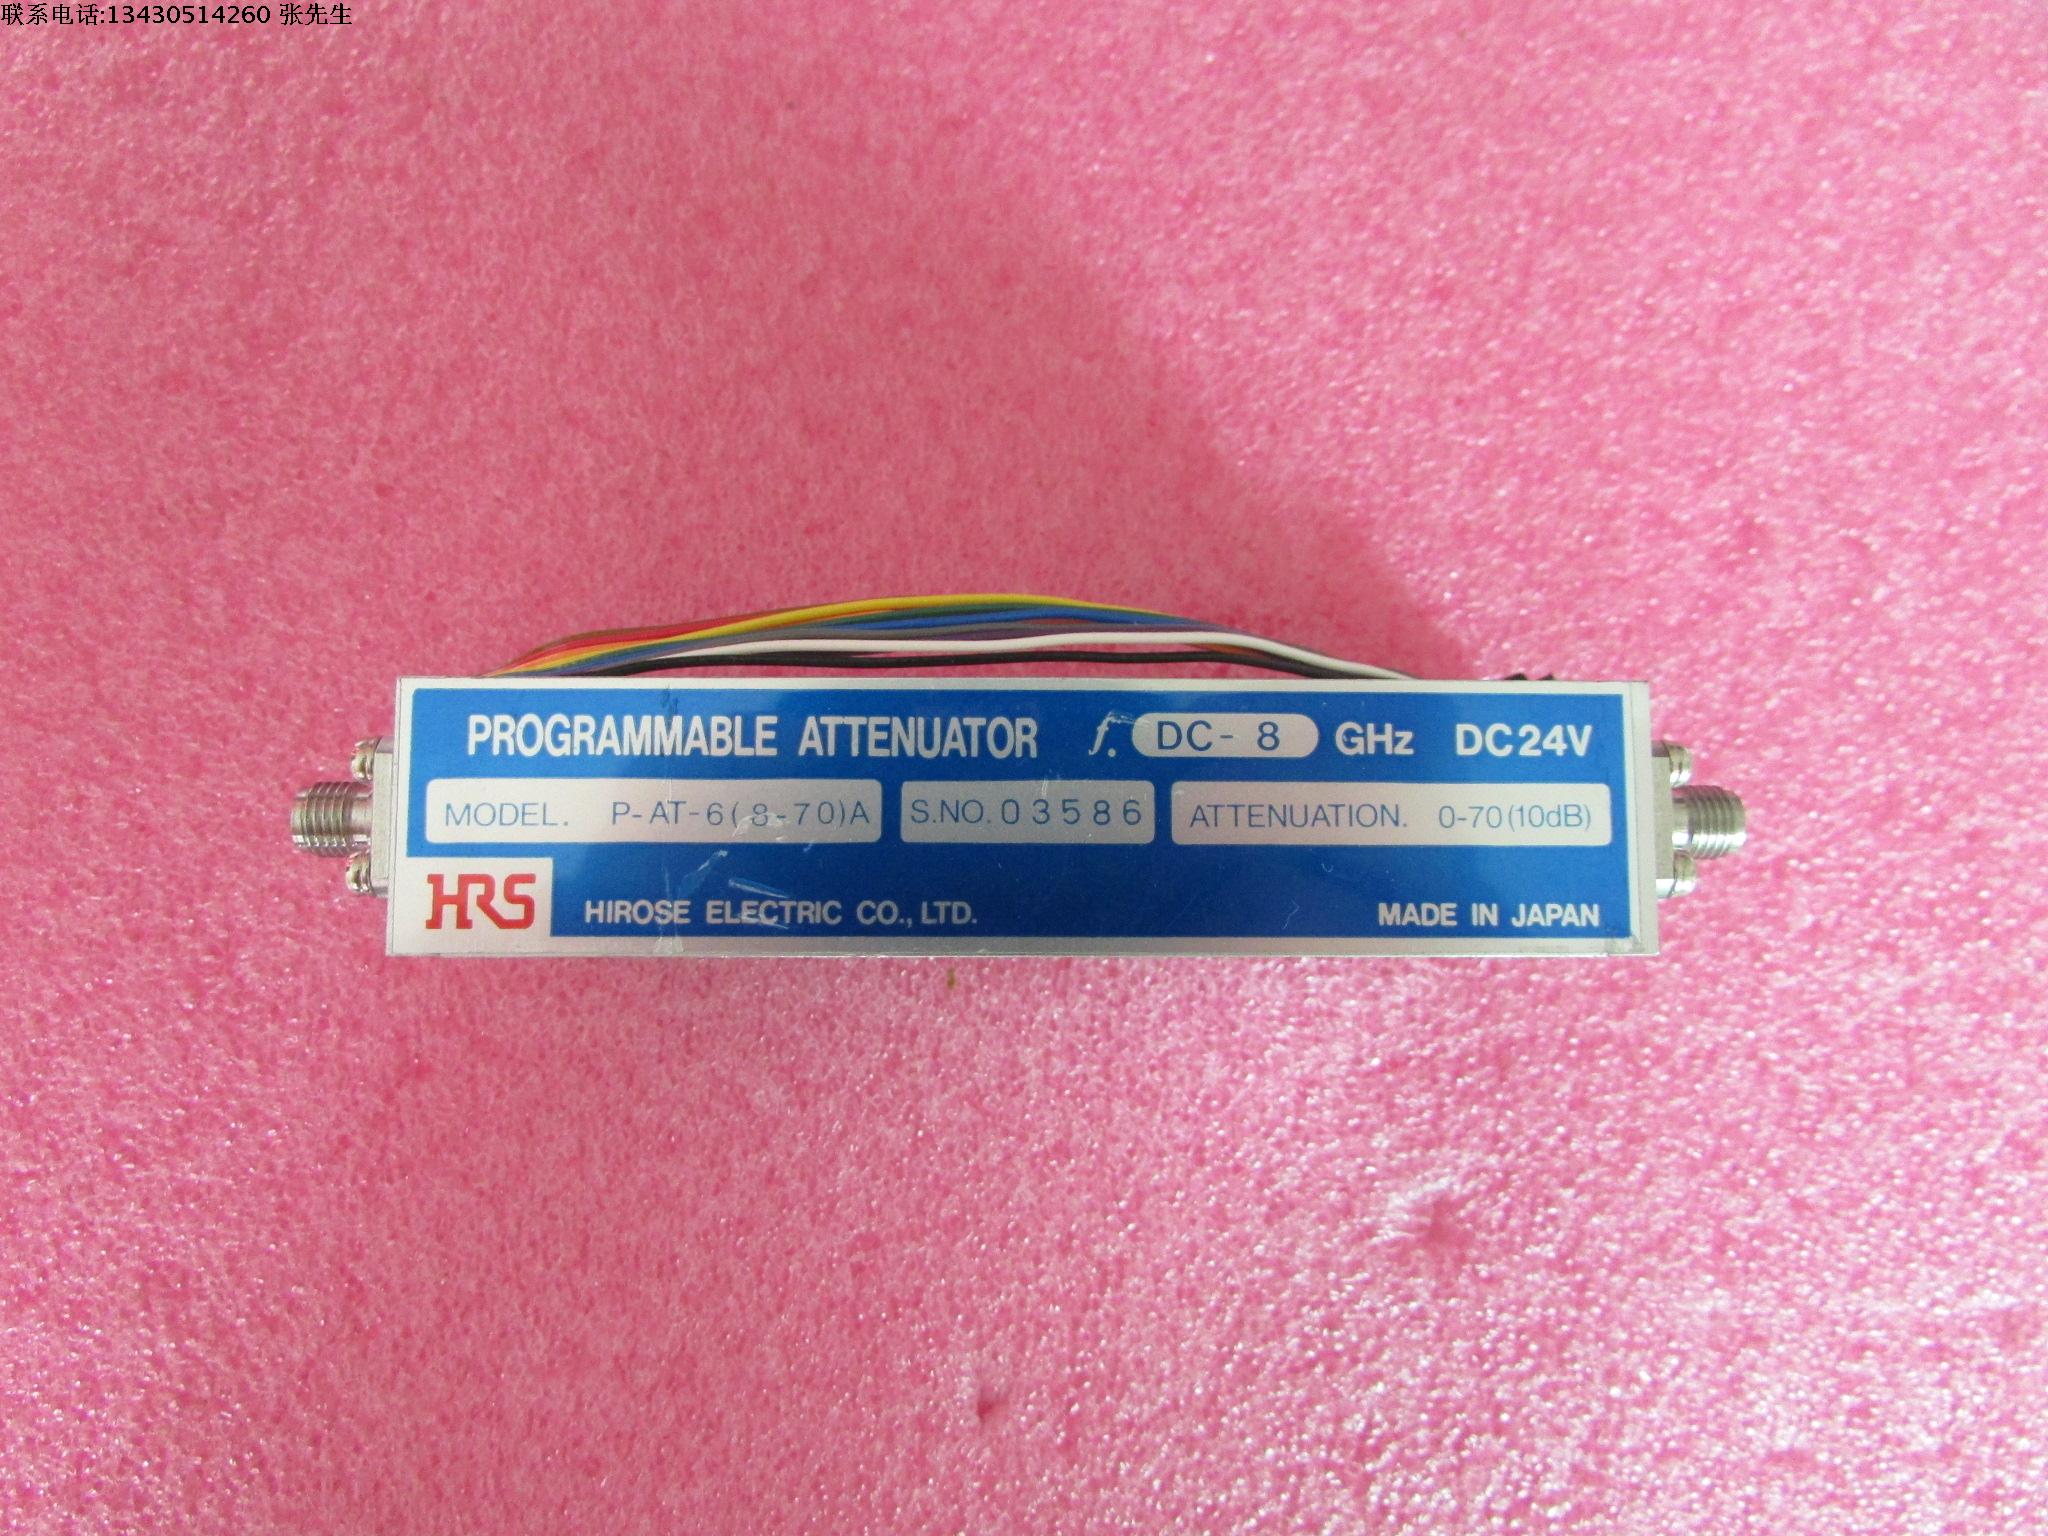 联系电话:13430514260 张先生
PROGRAMMABLE ATTENUATOR f. DC- 8 GHz DC24V
MODEL. P-AT-6(8-70)A S.NO. 03586 ATTENUATION. 0-70(10dB)
HRS HIROSE ELECTRIC CO., LTD. MADE IN JAPAN